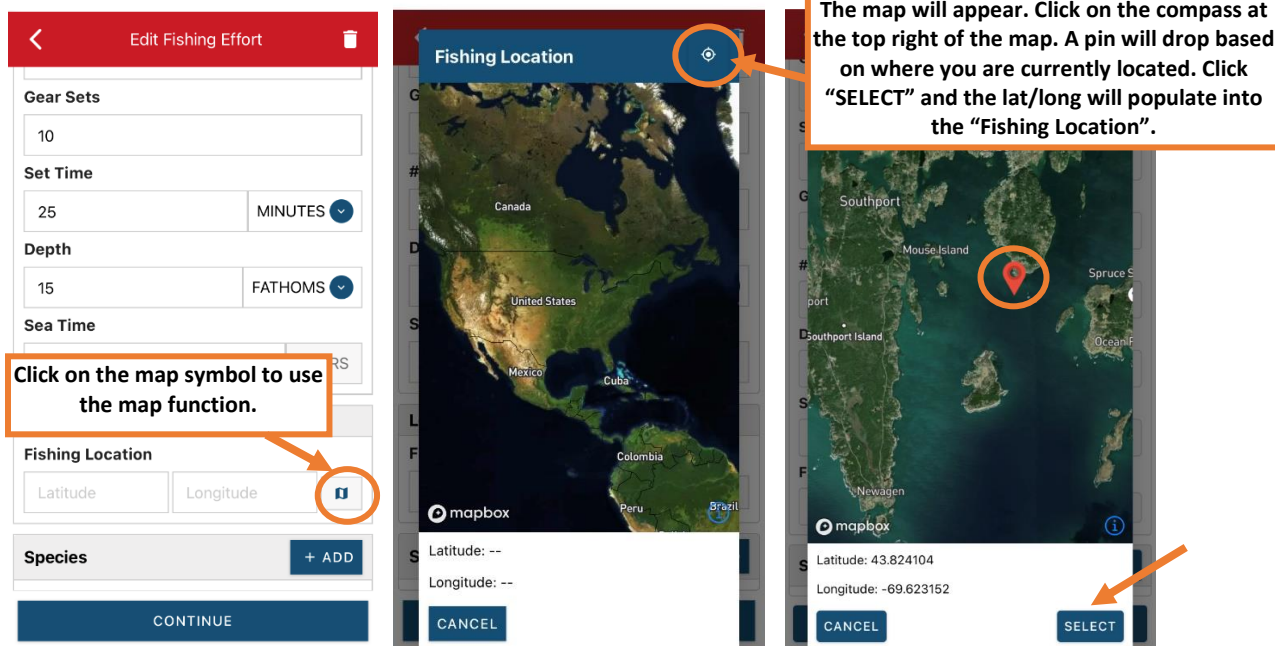 Edit Fishing Effort
Gear Sets
10
Set Time
25
MINUTES
Depth
15
FATHOMS
Sea Time
RS
Click on the map symbol to use
the map function.
Fishing Location
Latitude
Longitude
Species
+ ADD
CONTINUE
Fishing Location
Canada
United States
Mexico
Cuba
Colombia
Peru
Brazil
mapbox
Latitude: --
Longitude: --
CANCEL
The map will appear. Click on the compass at
the top right of the map. A pin will drop based
on where you are currently located. Click
“SELECT” and the lat/long will populate into
the “Fishing Location”.
Southport
Mouse Island
Spruce S
port
Southport Island
Ocean
Newagen
mapbox
Latitude: 43.824104
Longitude: -69.623152
CANCEL
SELECT